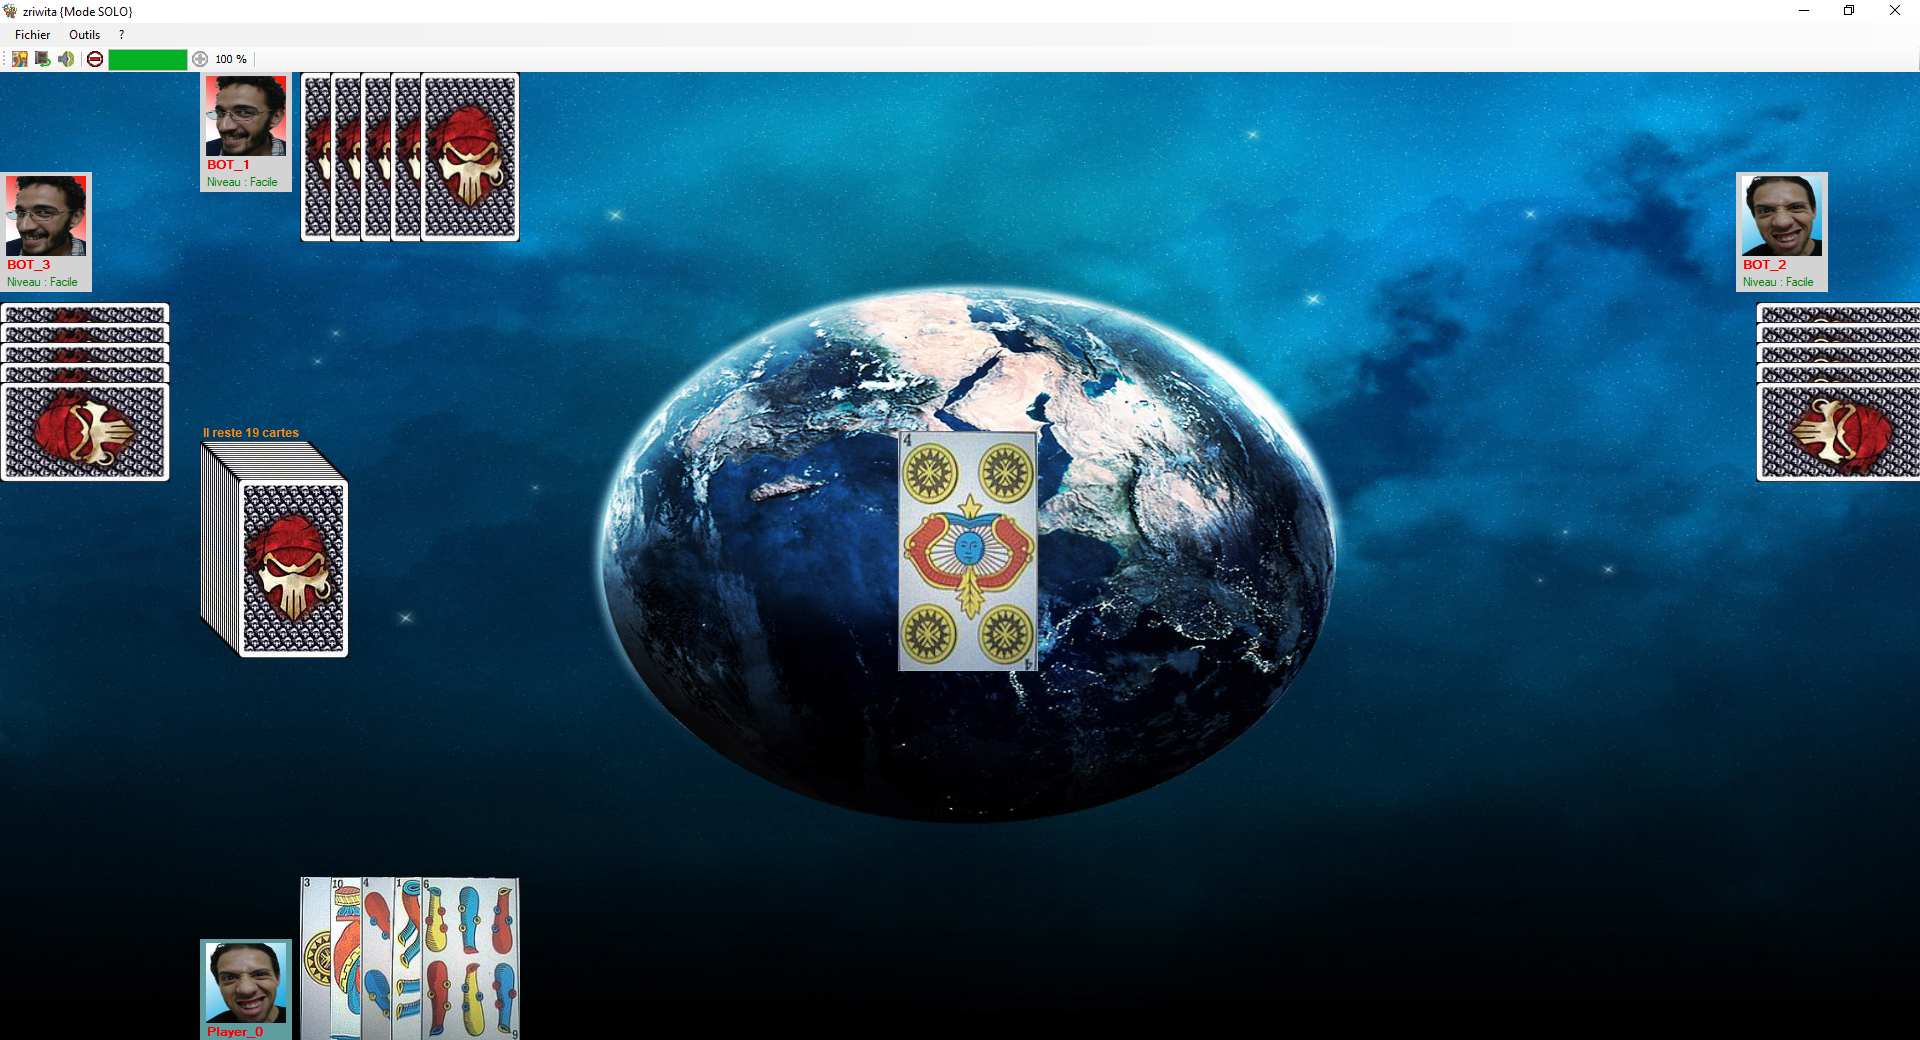 zriwita {Mode SOLO}
Fichier Outils ?
100 %
BOT_1
Niveau : Facile
BOT_3
Niveau : Facile
BOT_2
Niveau : Facile
Il reste 19 cartes
4
4
3 10 4 1 6
6
Player_0